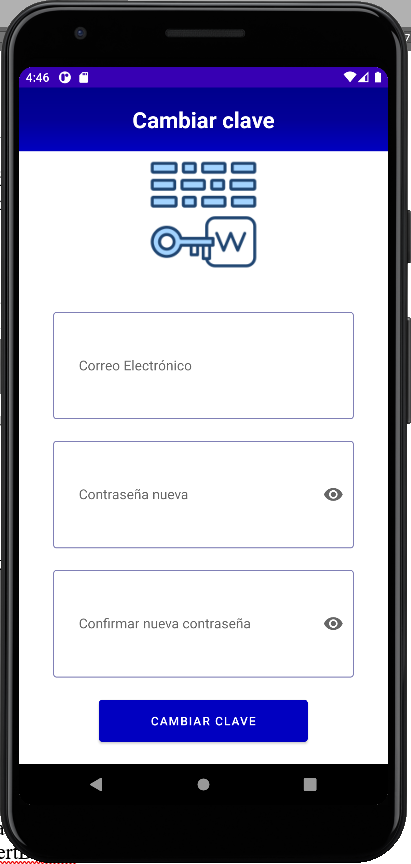 4:46
Cambiar clave
W
Correo Electrónico
Contraseña nueva
Confirmar nueva contraseña
CAMBIAR CLAVE